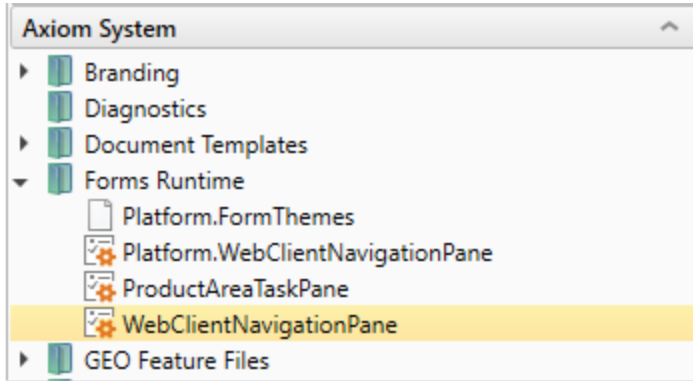 Axiom System
Branding
Diagnostics
Document Templates
Forms Runtime
Platform.FormThemes
Platform.WebClientNavigationPane
ProductAreaTaskPane
WebClientNavigationPane
GEO Feature Files